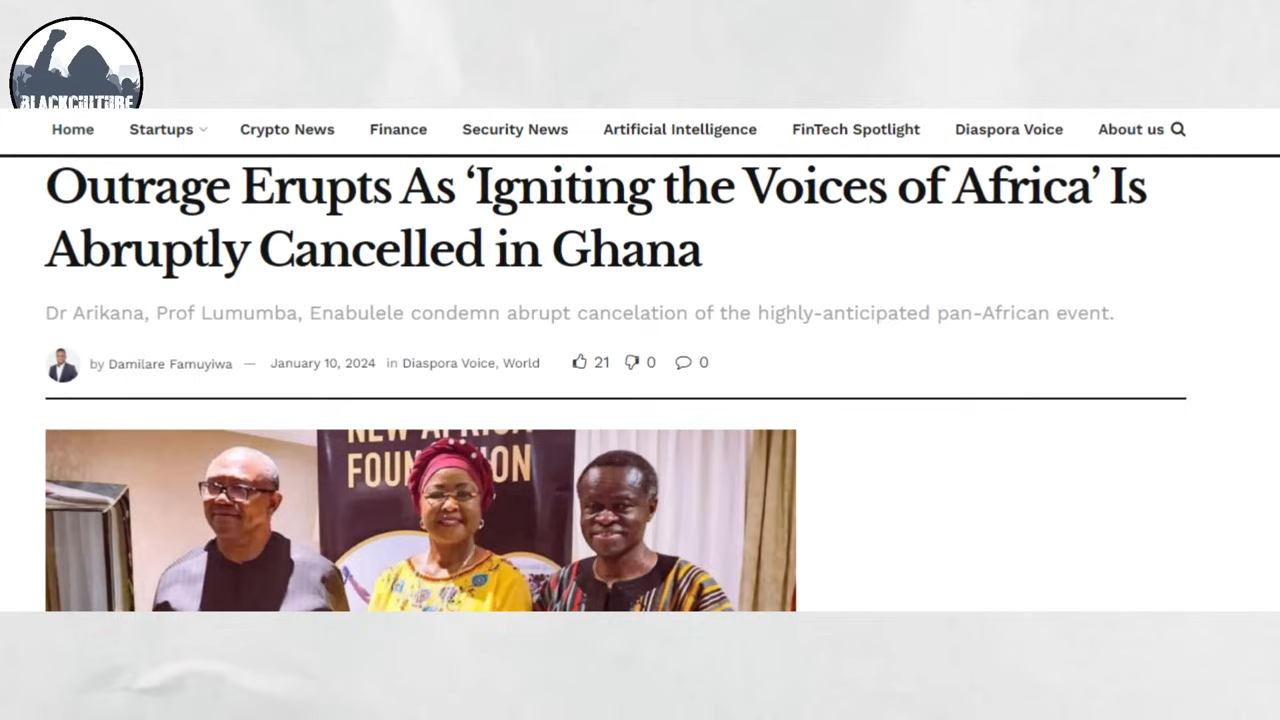 BLACKCULTURE
Home Startups Crypto News Finance Security News Artificial Intelligence FinTech Spotlight Diaspora Voice About us
Outrage Erupts As ‘Igniting the Voices of Africa’ Is
Abruptly Cancelled in Ghana
Dr Arikana, Prof Lumumba, Enabulele condemn abrupt cancelation of the highly-anticipated pan-African event.
by Damilare Famuyiwa — January 10, 2024 in Diaspora Voice, World 21 0 0
NEW AFRICA